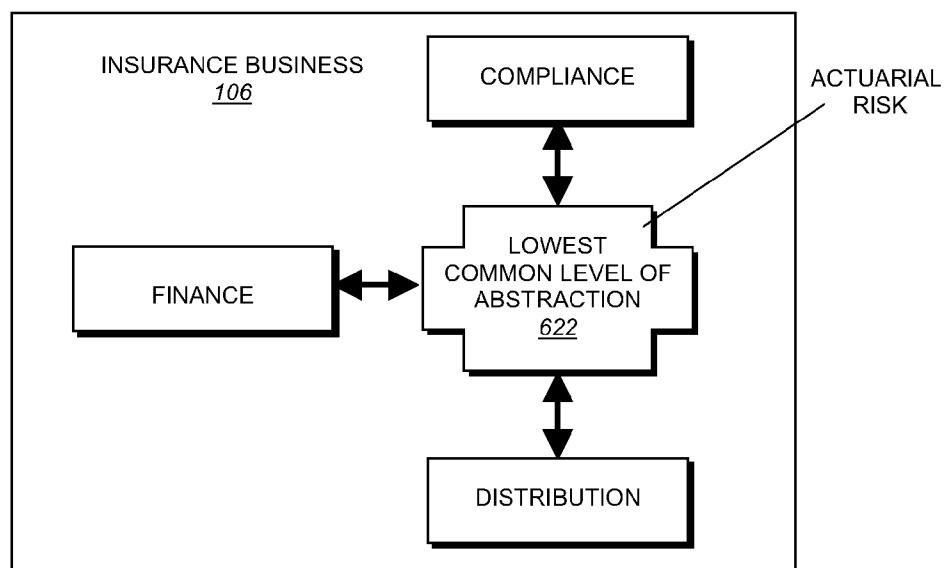 INSURANCE BUSINESS
106
COMPLIANCE
ACTUARIAL
RISK
LOWEST
COMMON LEVEL OF
ABSTRACTION
622
FINANCE
DISTRIBUTION